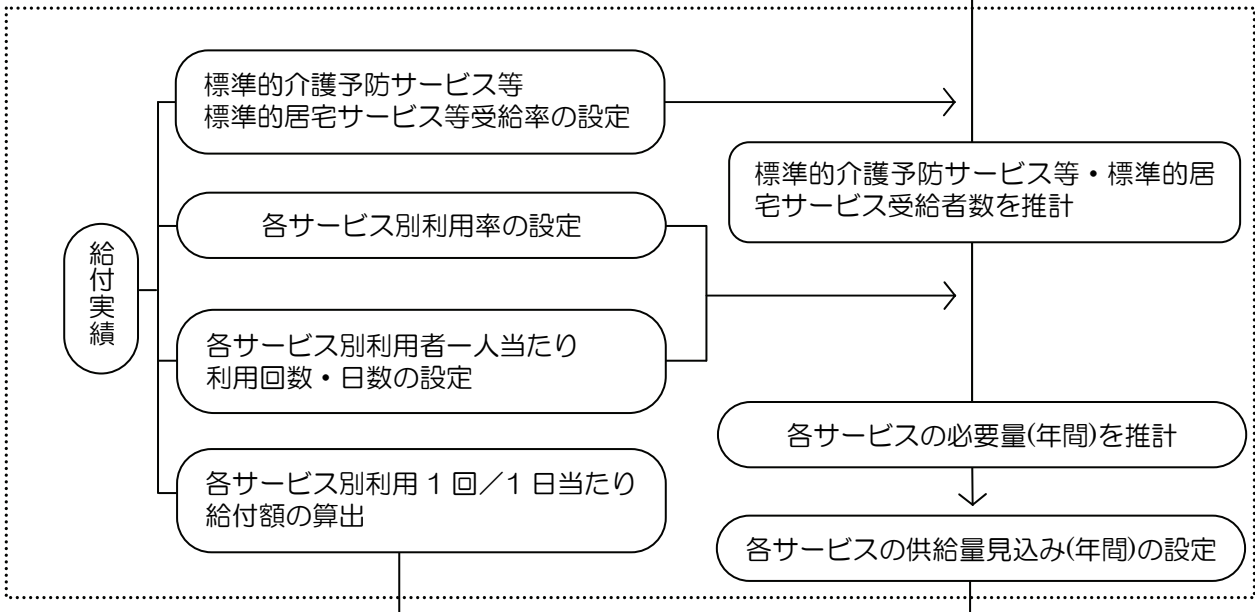 標準的介護予防サービス等
標準的居宅サービス等受給率の設定
標準的介護予防サービス等・標準的居
宅サービス受給者数を推計
各サービス別利用率の設定
給付実績
各サービス別利用者一人当たり
利用回数・日数の設定
各サービスの必要量(年間)を推計
各サービス別利用 1 回／1 日当たり
給付額の算出
各サービスの供給量見込み(年間)の設定